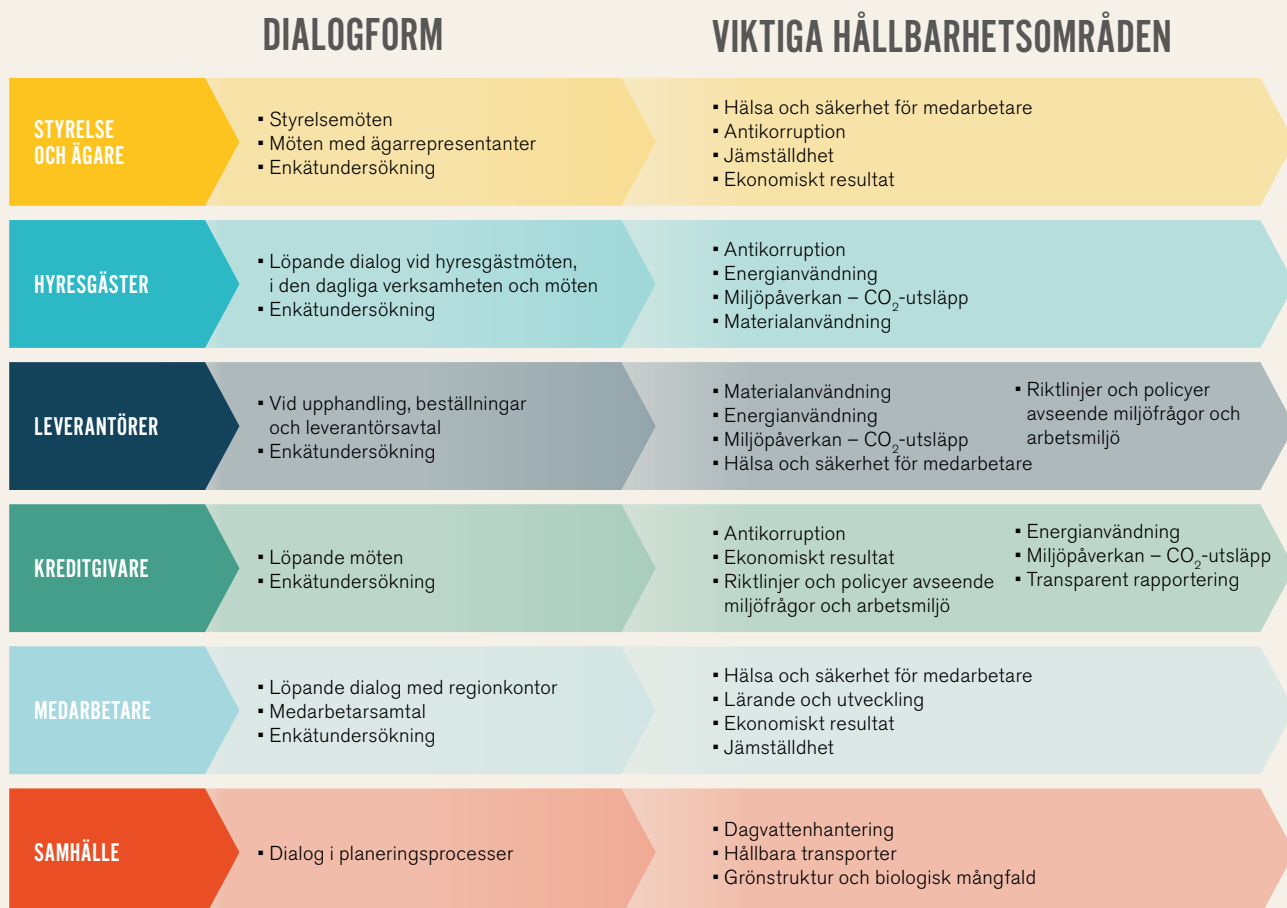 DIALOGFORM
VIKTIGA HÅLLBARHETSOMRÅDEN
STYRELSE
OCH ÄGARE
▪ Styrelsemöten
▪ Möten med ägarrepresentanter
▪ Enkätundersökning
▪ Hälsa och säkerhet för medarbetare
▪ Antikorruption
▪ Jämställdhet
▪ Ekonomiskt resultat
HYRESGÄSTER
▪ Löpande dialog vid hyresgästmöten,
i den dagliga verksamheten och möten
▪ Enkätundersökning
▪ Antikorruption
▪ Energianvändning
▪ Miljöpåverkan – CO₂-utsläpp
▪ Materialanvändning
LEVERANTÖRER
▪ Vid upphandling, beställningar
och leverantörsavtal
▪ Enkätundersökning
▪ Materialanvändning
▪ Energianvändning
▪ Miljöpåverkan – CO₂-utsläpp
▪ Hälsa och säkerhet för medarbetare
▪ Riktlinjer och policyer
avseende miljöfrågor och
arbetsmiljö
KREDITGIVARE
▪ Löpande möten
▪ Enkätundersökning
▪ Antikorruption
▪ Ekonomiskt resultat
▪ Riktlinjer och policyer avseende
miljöfrågor och arbetsmiljö
▪ Energianvändning
▪ Miljöpåverkan – CO₂-utsläpp
▪ Transparent rapportering
MEDARBETARE
▪ Löpande dialog med regionkontor
▪ Medarbetarsamtal
▪ Enkätundersökning
▪ Hälsa och säkerhet för medarbetare
▪ Lärande och utveckling
▪ Ekonomiskt resultat
▪ Jämställdhet
SAMHÄLLE
▪ Dialog i planeringsprocesser
▪ Dagvattenhantering
▪ Hållbara transporter
▪ Grönstruktur och biologisk mångfald